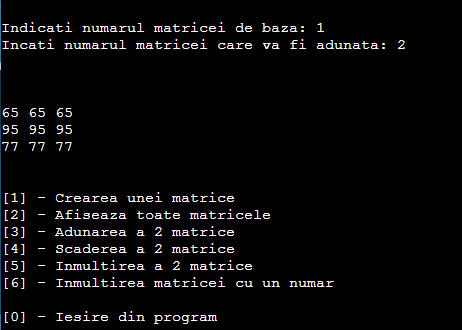 Indicati numarul matricei de baza: 1
Incati numarul matricei care va fi adunata: 2
65 65 65
95 95 95
77 77 77
[1] - Crearea unei matrice
[2] - Afiseaza toate matricele
[3] - Adunarea a 2 matrice
[4] - Scaderea a 2 matrice
[5] - Inmultirea a 2 matrice
[6] - Inmultirea matricei cu un numar
[0] - Iesire din program